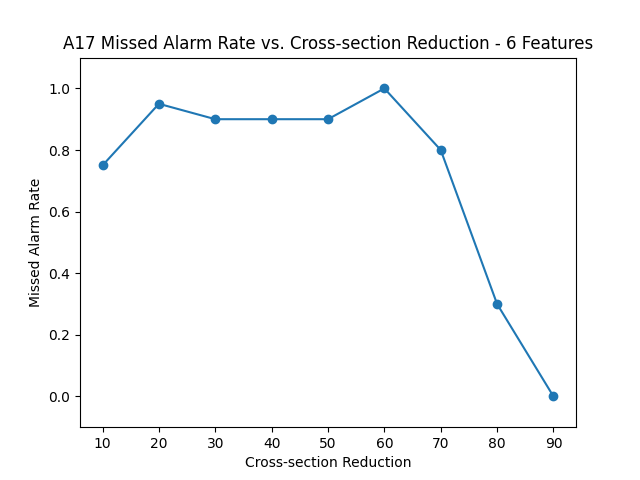 A17 Missed Alarm Rate vs. Cross-section Reduction - 6 Features
1.0
0.8
0.6
0.4
0.2
0.0
Missed Alarm Rate
10 20 30 40 50 60 70 80 90
Cross-section Reduction